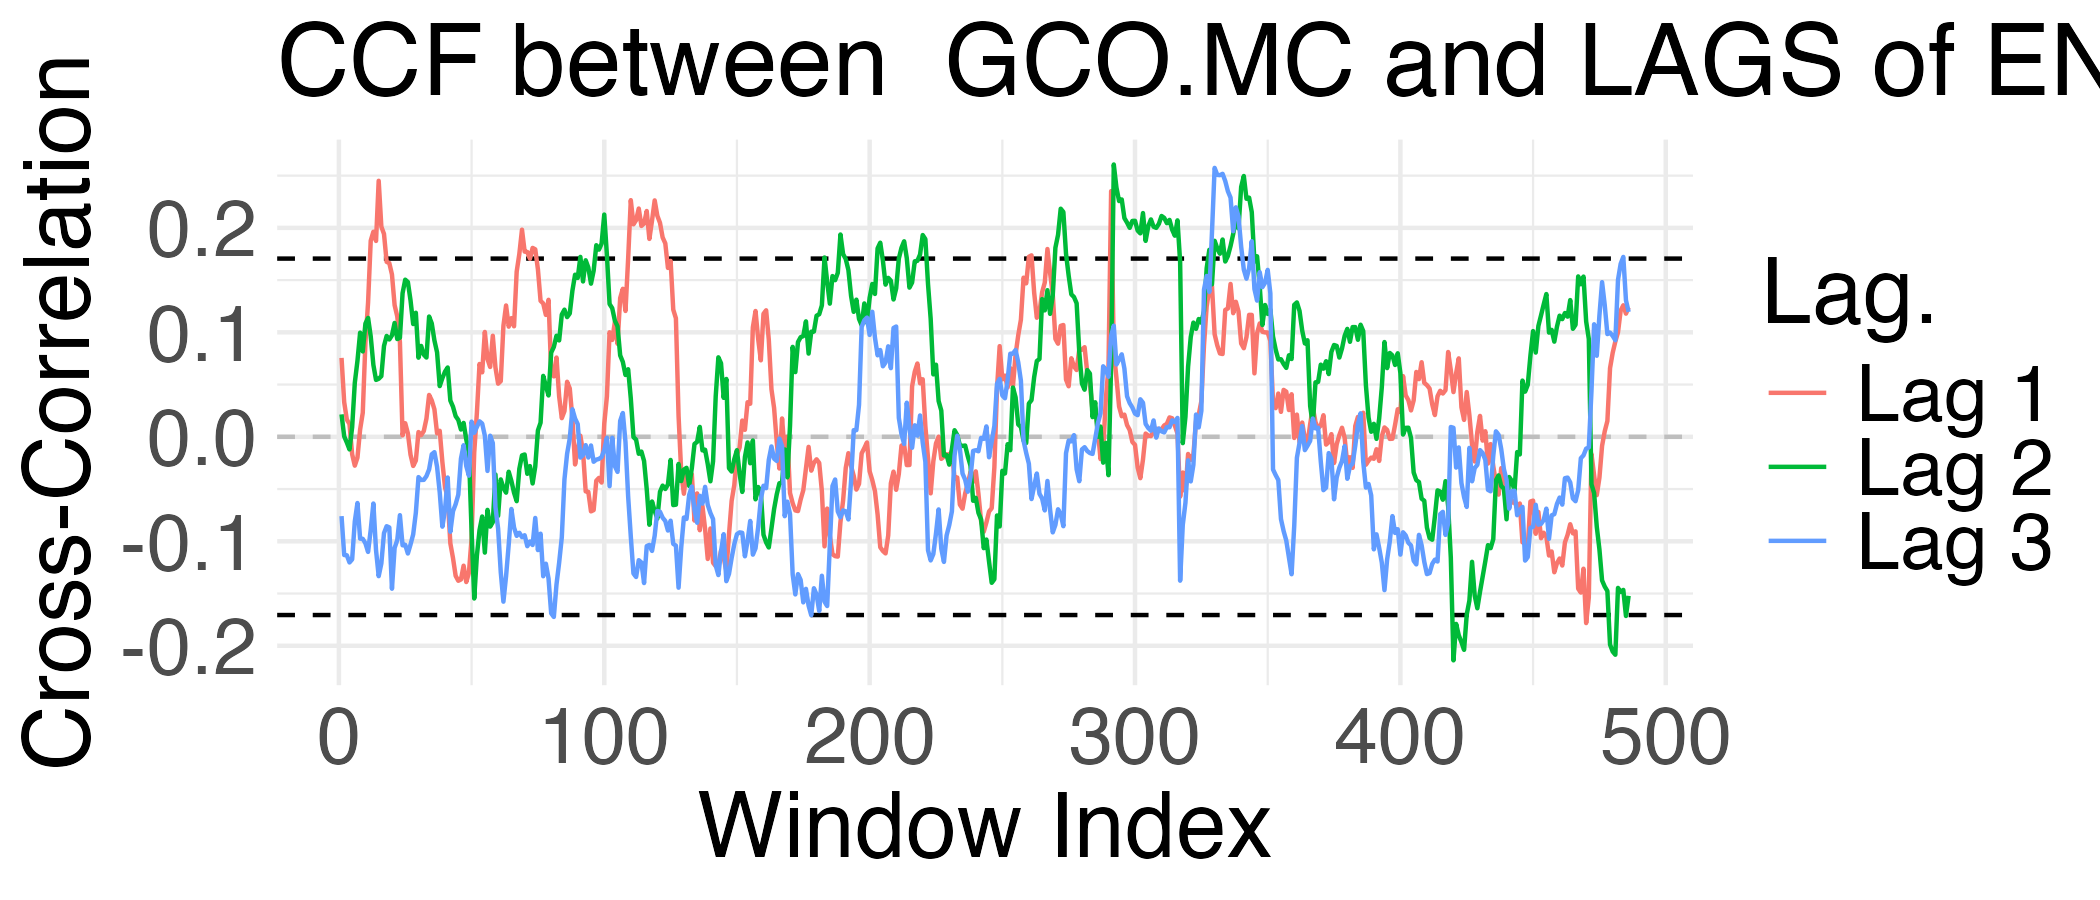 CCF between GCO.MC and LAGS of EN
Cross-Correlation
0.2
0.1
0.0
-0.1
-0.2
0 100 200 300 400 500
Window Index
Lag.
Lag 1
Lag 2
Lag 3